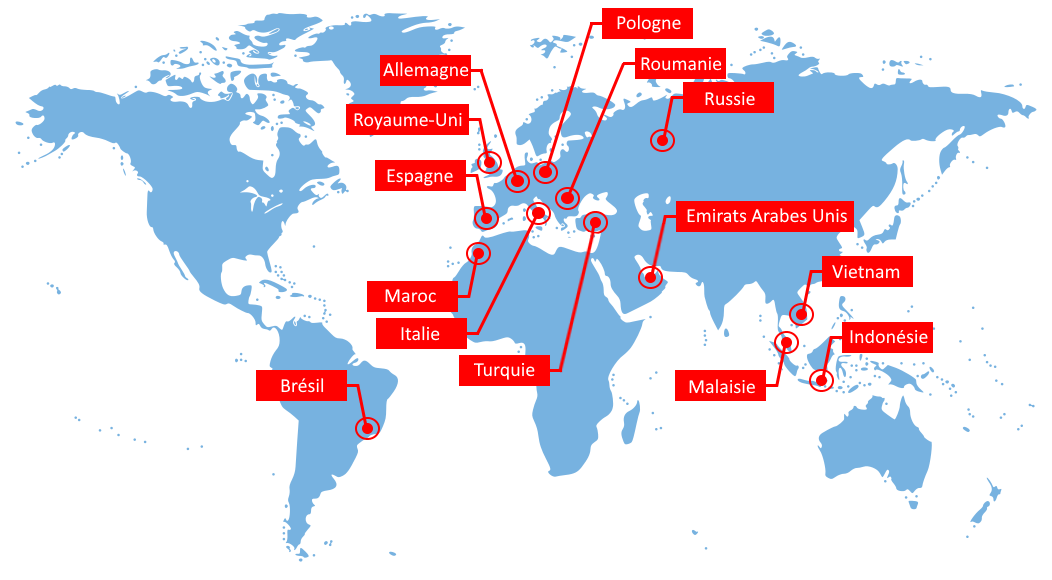 Pologne
Roumanie
Allemagne
Russie
Royaume-Uni
Espagne
Emirats Arabes Unis
Vietnam
Maroc
Italie
Indonésie
Turquie
Brésil
Malaisie